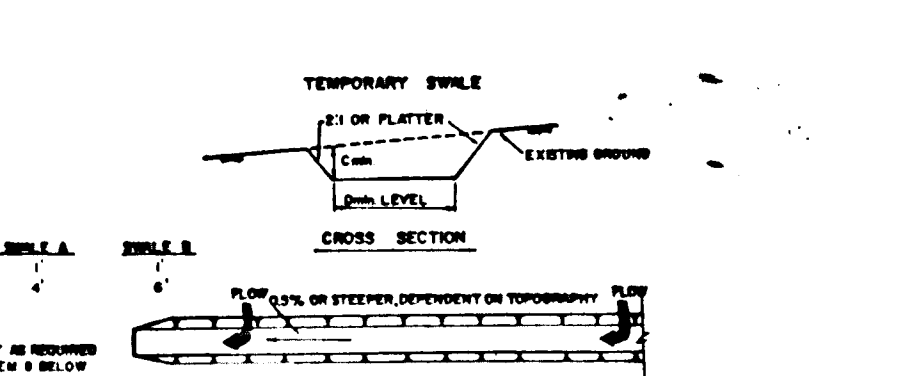 TEMPORARY SWALE
2:1 OR FLATTER
EXISTING GROUND
C min.
D min. LEVEL
CROSS SECTION
SWALE A
SWALE B
1'
1'
4'
6'
FLOW
0.5% OR STEEPER, DEPENDENT ON TOPOGRAPHY
FLOW
AS REQUIRED
BELOW